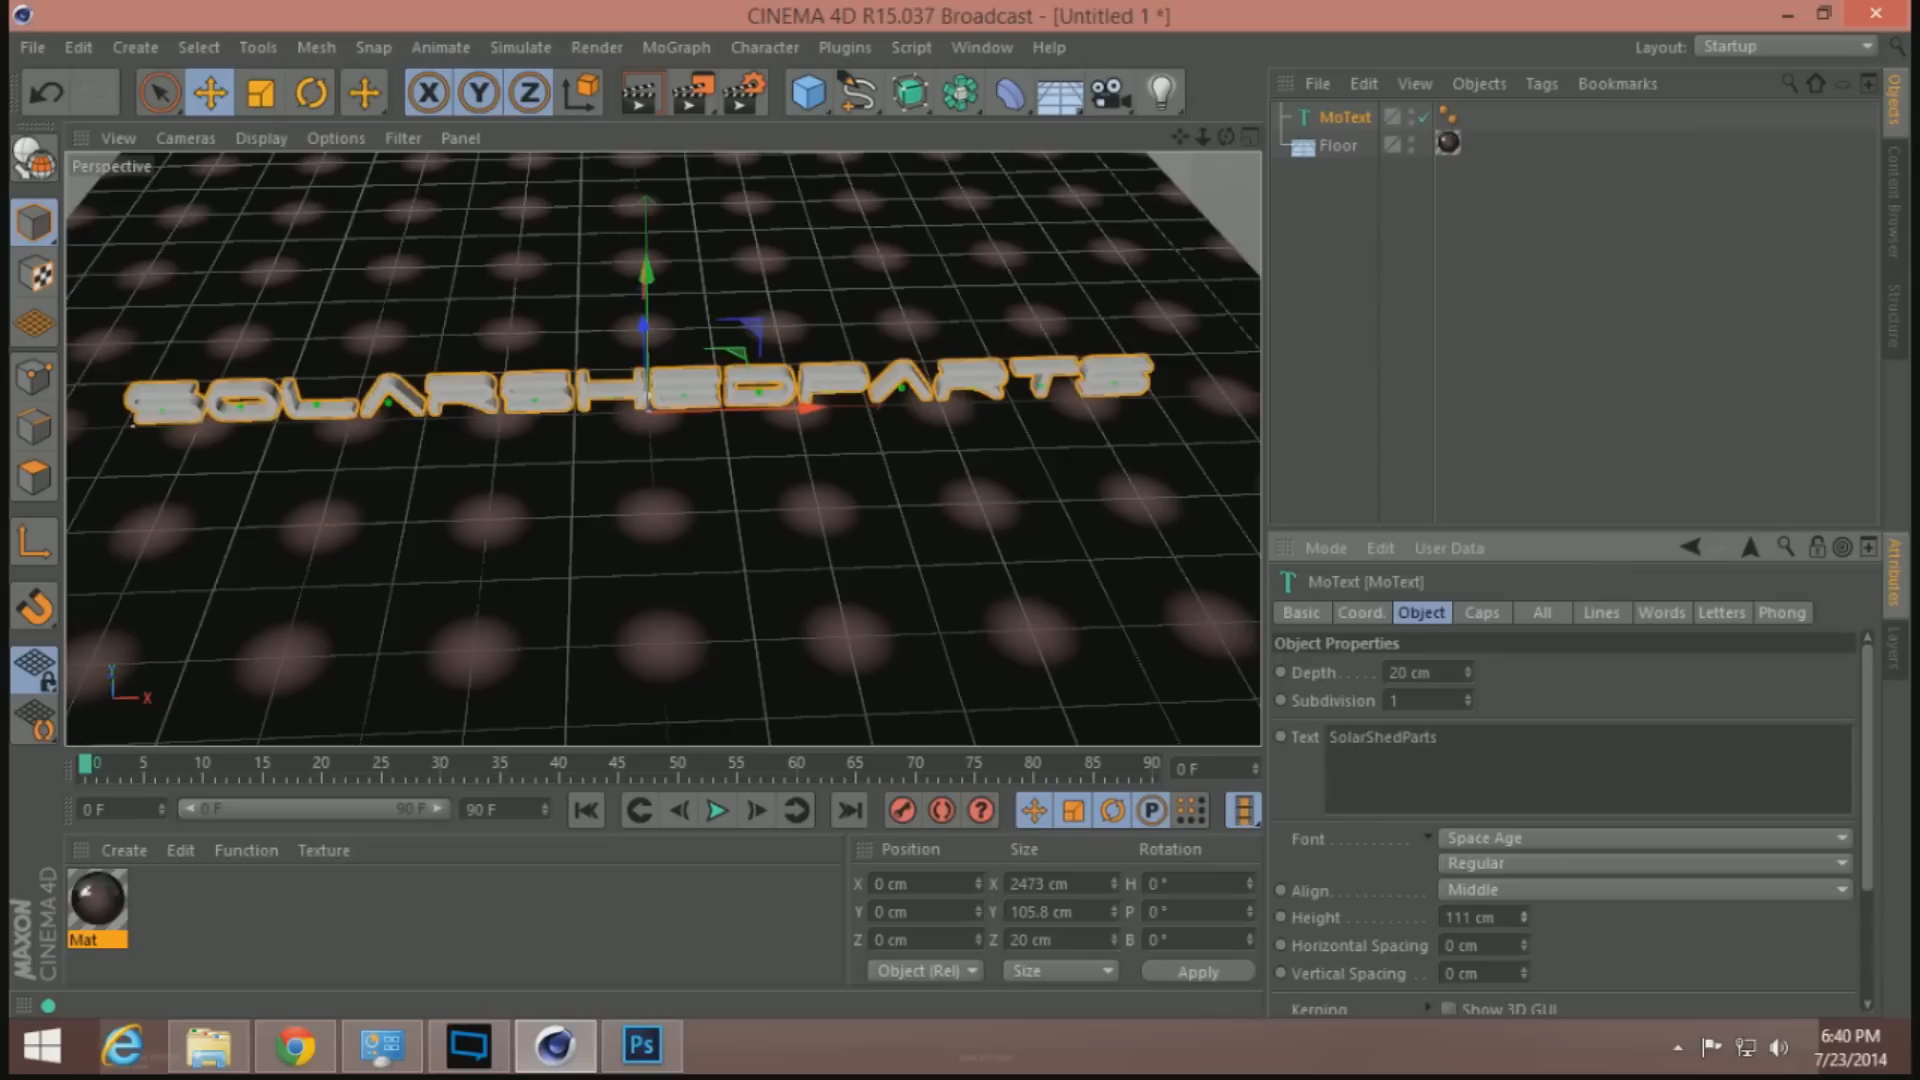 CINEMA 4D R15.037 Broadcast - [Untitled 1 *]
File Edit Create Select Tools Mesh Snap Animate Simulate Render MoGraph Character Plugins Script Window Help
Layout: Startup
X Y Z
File Edit View Objects Tags Bookmarks
MoText
Floor
Objects
Content Browser
Structure
View Cameras Display Options Filter Panel
Perspective
SOLARSHEDPARTS
Y
X
Mode Edit User Data
Attributes
Layers
MoText [MoText]
Basic Coord. Object Caps All Lines Words Letters Phong
Object Properties
Depth..... 20 cm
Subdivision 1
Text SolarShedParts
Font.......... Space Age
Regular
Align.......... Middle
Height.......... 111 cm
Horizontal Spacing 0 cm
Vertical Spacing .. 0 cm
Kerning Show 3D GUI
0 5 10 15 20 25 30 35 40 45 50 55 60 65 70 75 80 85 90 0 F
0 F 0 F 90 F 90 F
P
Create Edit Function Texture
Mat
Position Size Rotation
X 0 cm X 2473 cm H 0 °
Y 0 cm Y 105.8 cm P 0 °
Z 0 cm Z 20 cm B 0 °
Object (Rel) Size Apply
MAXON
CINEMA 4D
Ps
6:40 PM
7/23/2014